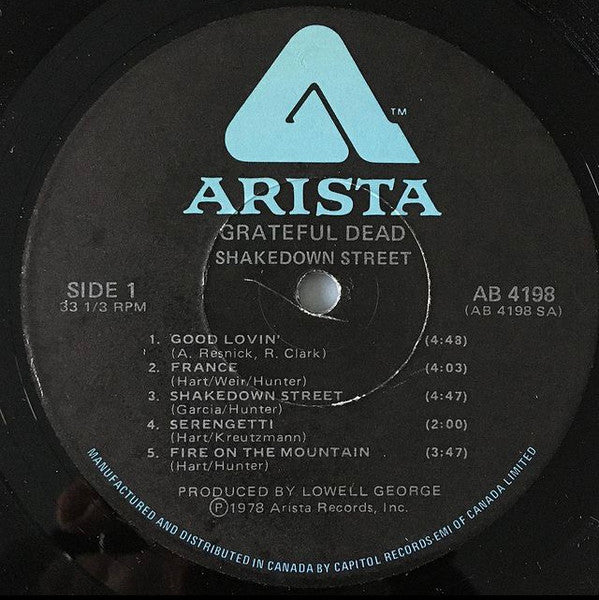 TM
ARISTA
GRATEFUL DEAD
SHAKEDOWN STREET
SIDE 1
33 1/3 RPM
AB 4198
(AB 4198 SA)
1. GOOD LOVIN' (4:48)
(A. Resnick, R. Clark)
2. FRANCE (4:03)
(Hart/Weir/Hunter)
3. SHAKEDOWN STREET (4:47)
(Garcia/Hunter)
4. SERENGETTI (2:00)
(Hart/Kreutzmann)
5. FIRE ON THE MOUNTAIN (3:47)
(Hart/Hunter)
PRODUCED BY LOWELL GEORGE
℗1978 Arista Records, Inc.
MANUFACTURED AND DISTRIBUTED IN CANADA BY CAPITOL RECORDS-EMI OF CANADA LIMITED